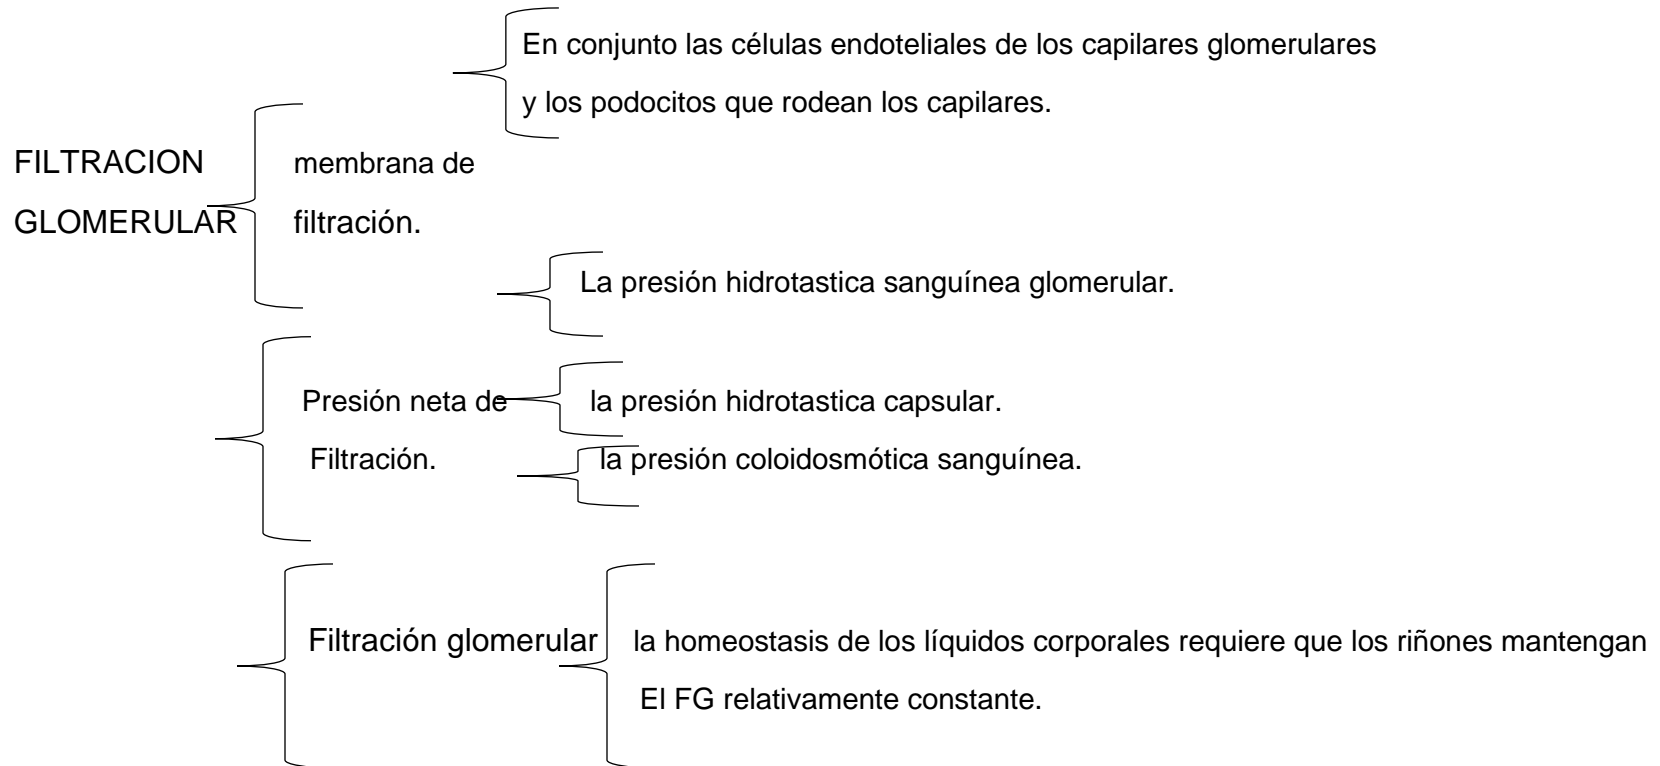 En conjunto las células endoteliales de los capilares glomerulares
y los podocitos que rodean los capilares.
FILTRACION
GLOMERULAR
membrana de
filtración.
La presión hidrotastica sanguínea glomerular.
Presión neta de
Filtración.
la presión hidrotastica capsular.
la presión coloidosmótica sanguínea.
Filtración glomerular
la homeostasis de los líquidos corporales requiere que los riñones mantengan
El FG relativamente constante.